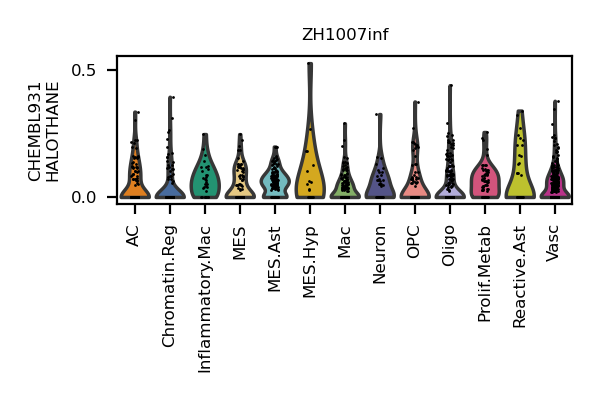 ZH1007inf
CHEMBL931
HALOTHANE
0.5
0.0
AC
Chromatin.Reg
Inflammatory.Mac
MES
MES.Ast
MES.Hyp
Mac
Neuron
OPC
Oligo
Prolif.Metab
Reactive.Ast
Vasc